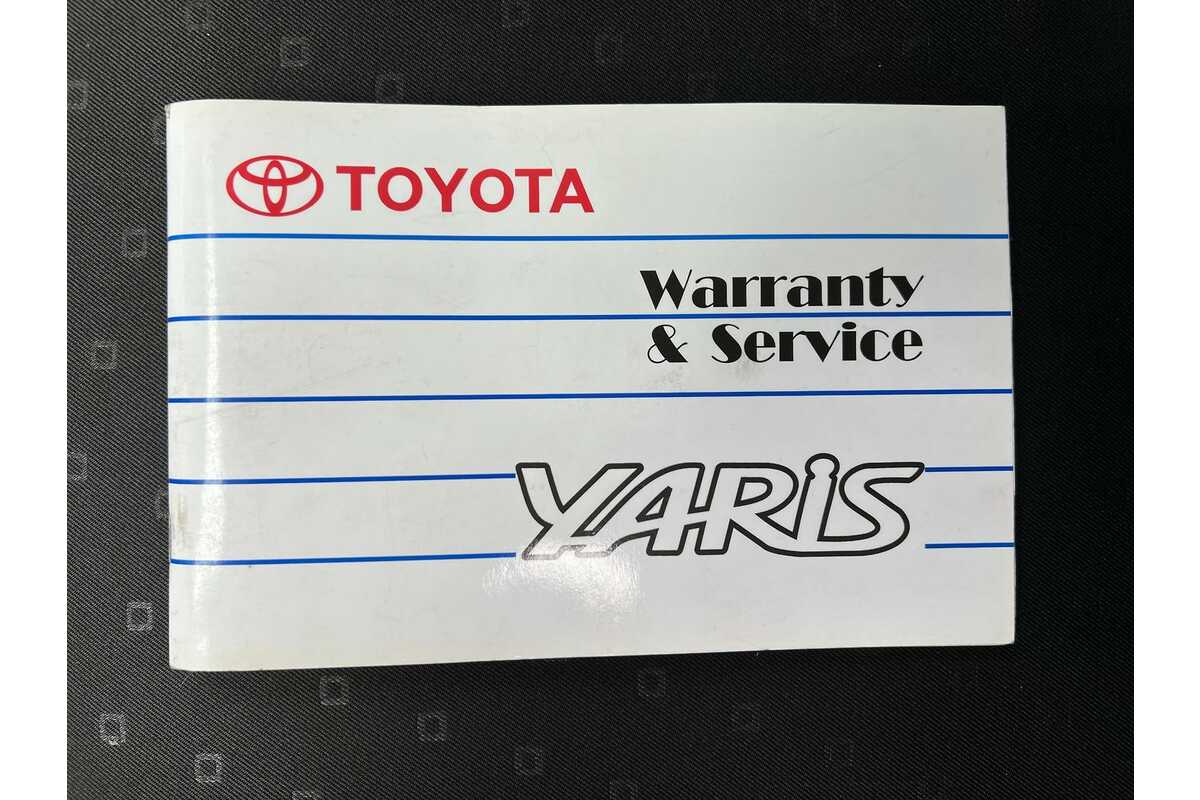 TOYOTA
Warranty
& Service
YARiS